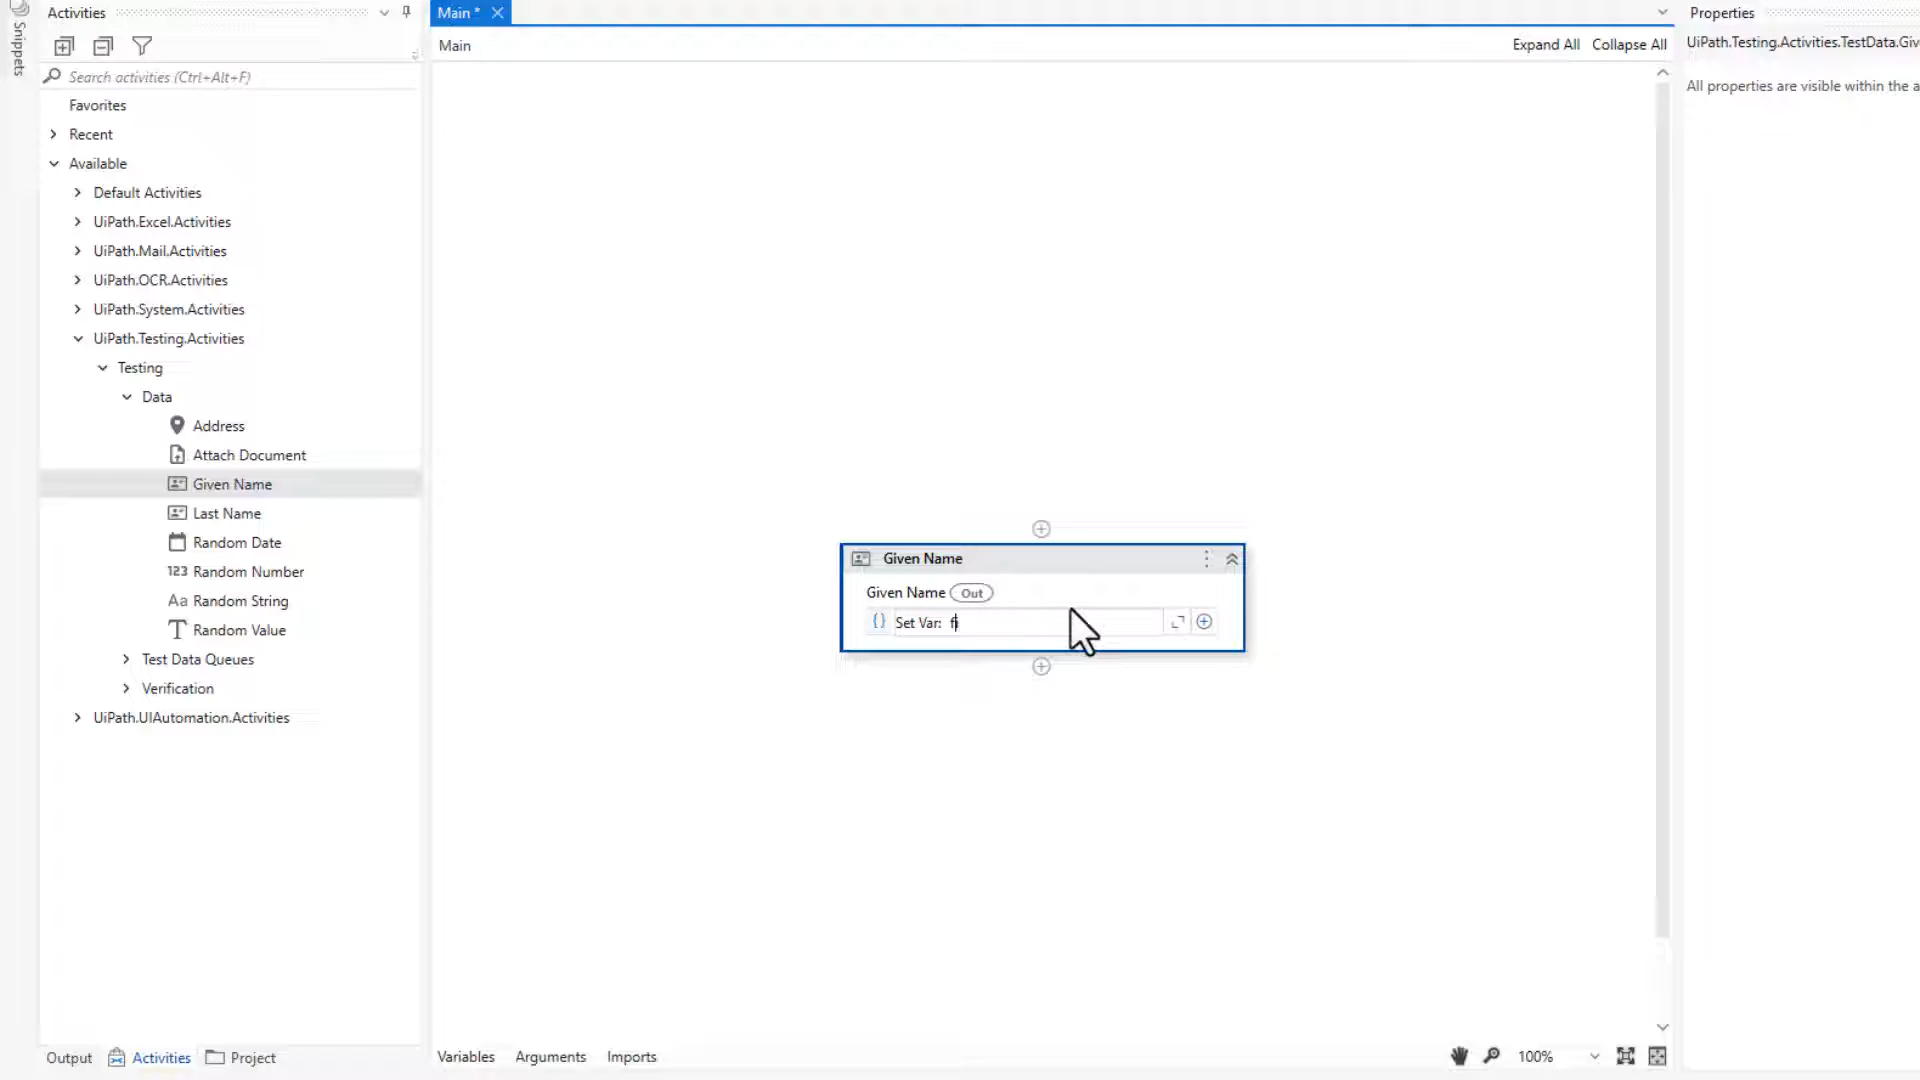 Snippets
Activities
Search activities (Ctrl+Alt+F)
Favorites
Recent
Available
Default Activities
UiPath.Excel.Activities
UiPath.Mail.Activities
UiPath.OCR.Activities
UiPath.System.Activities
UiPath.Testing.Activities
Testing
Data
Address
Attach Document
Given Name
Last Name
Random Date
123 Random Number
Aa Random String
Random Value
Test Data Queues
Verification
UiPath.UIAutomation.Activities
Output Activities Project
Main *
Main Expand All Collapse All
Given Name
Given Name Out
{} Set Var: fi
Variables Arguments Imports
100%
Properties
UiPath.Testing.Activities.TestData.Giv
All properties are visible within the a